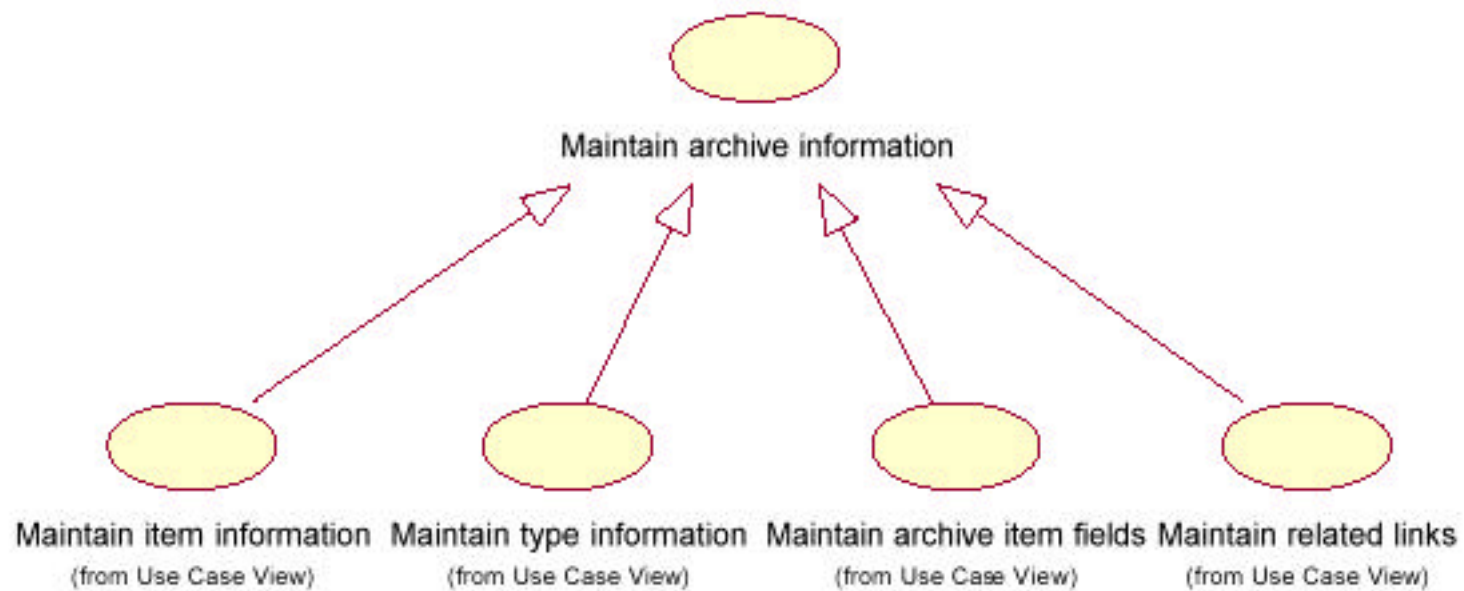 Maintain archive information
Maintain item information
Maintain type information
Maintain archive item fields
Maintain related links
(from Use Case View)
(from Use Case View)
(from Use Case View)
(from Use Case View)